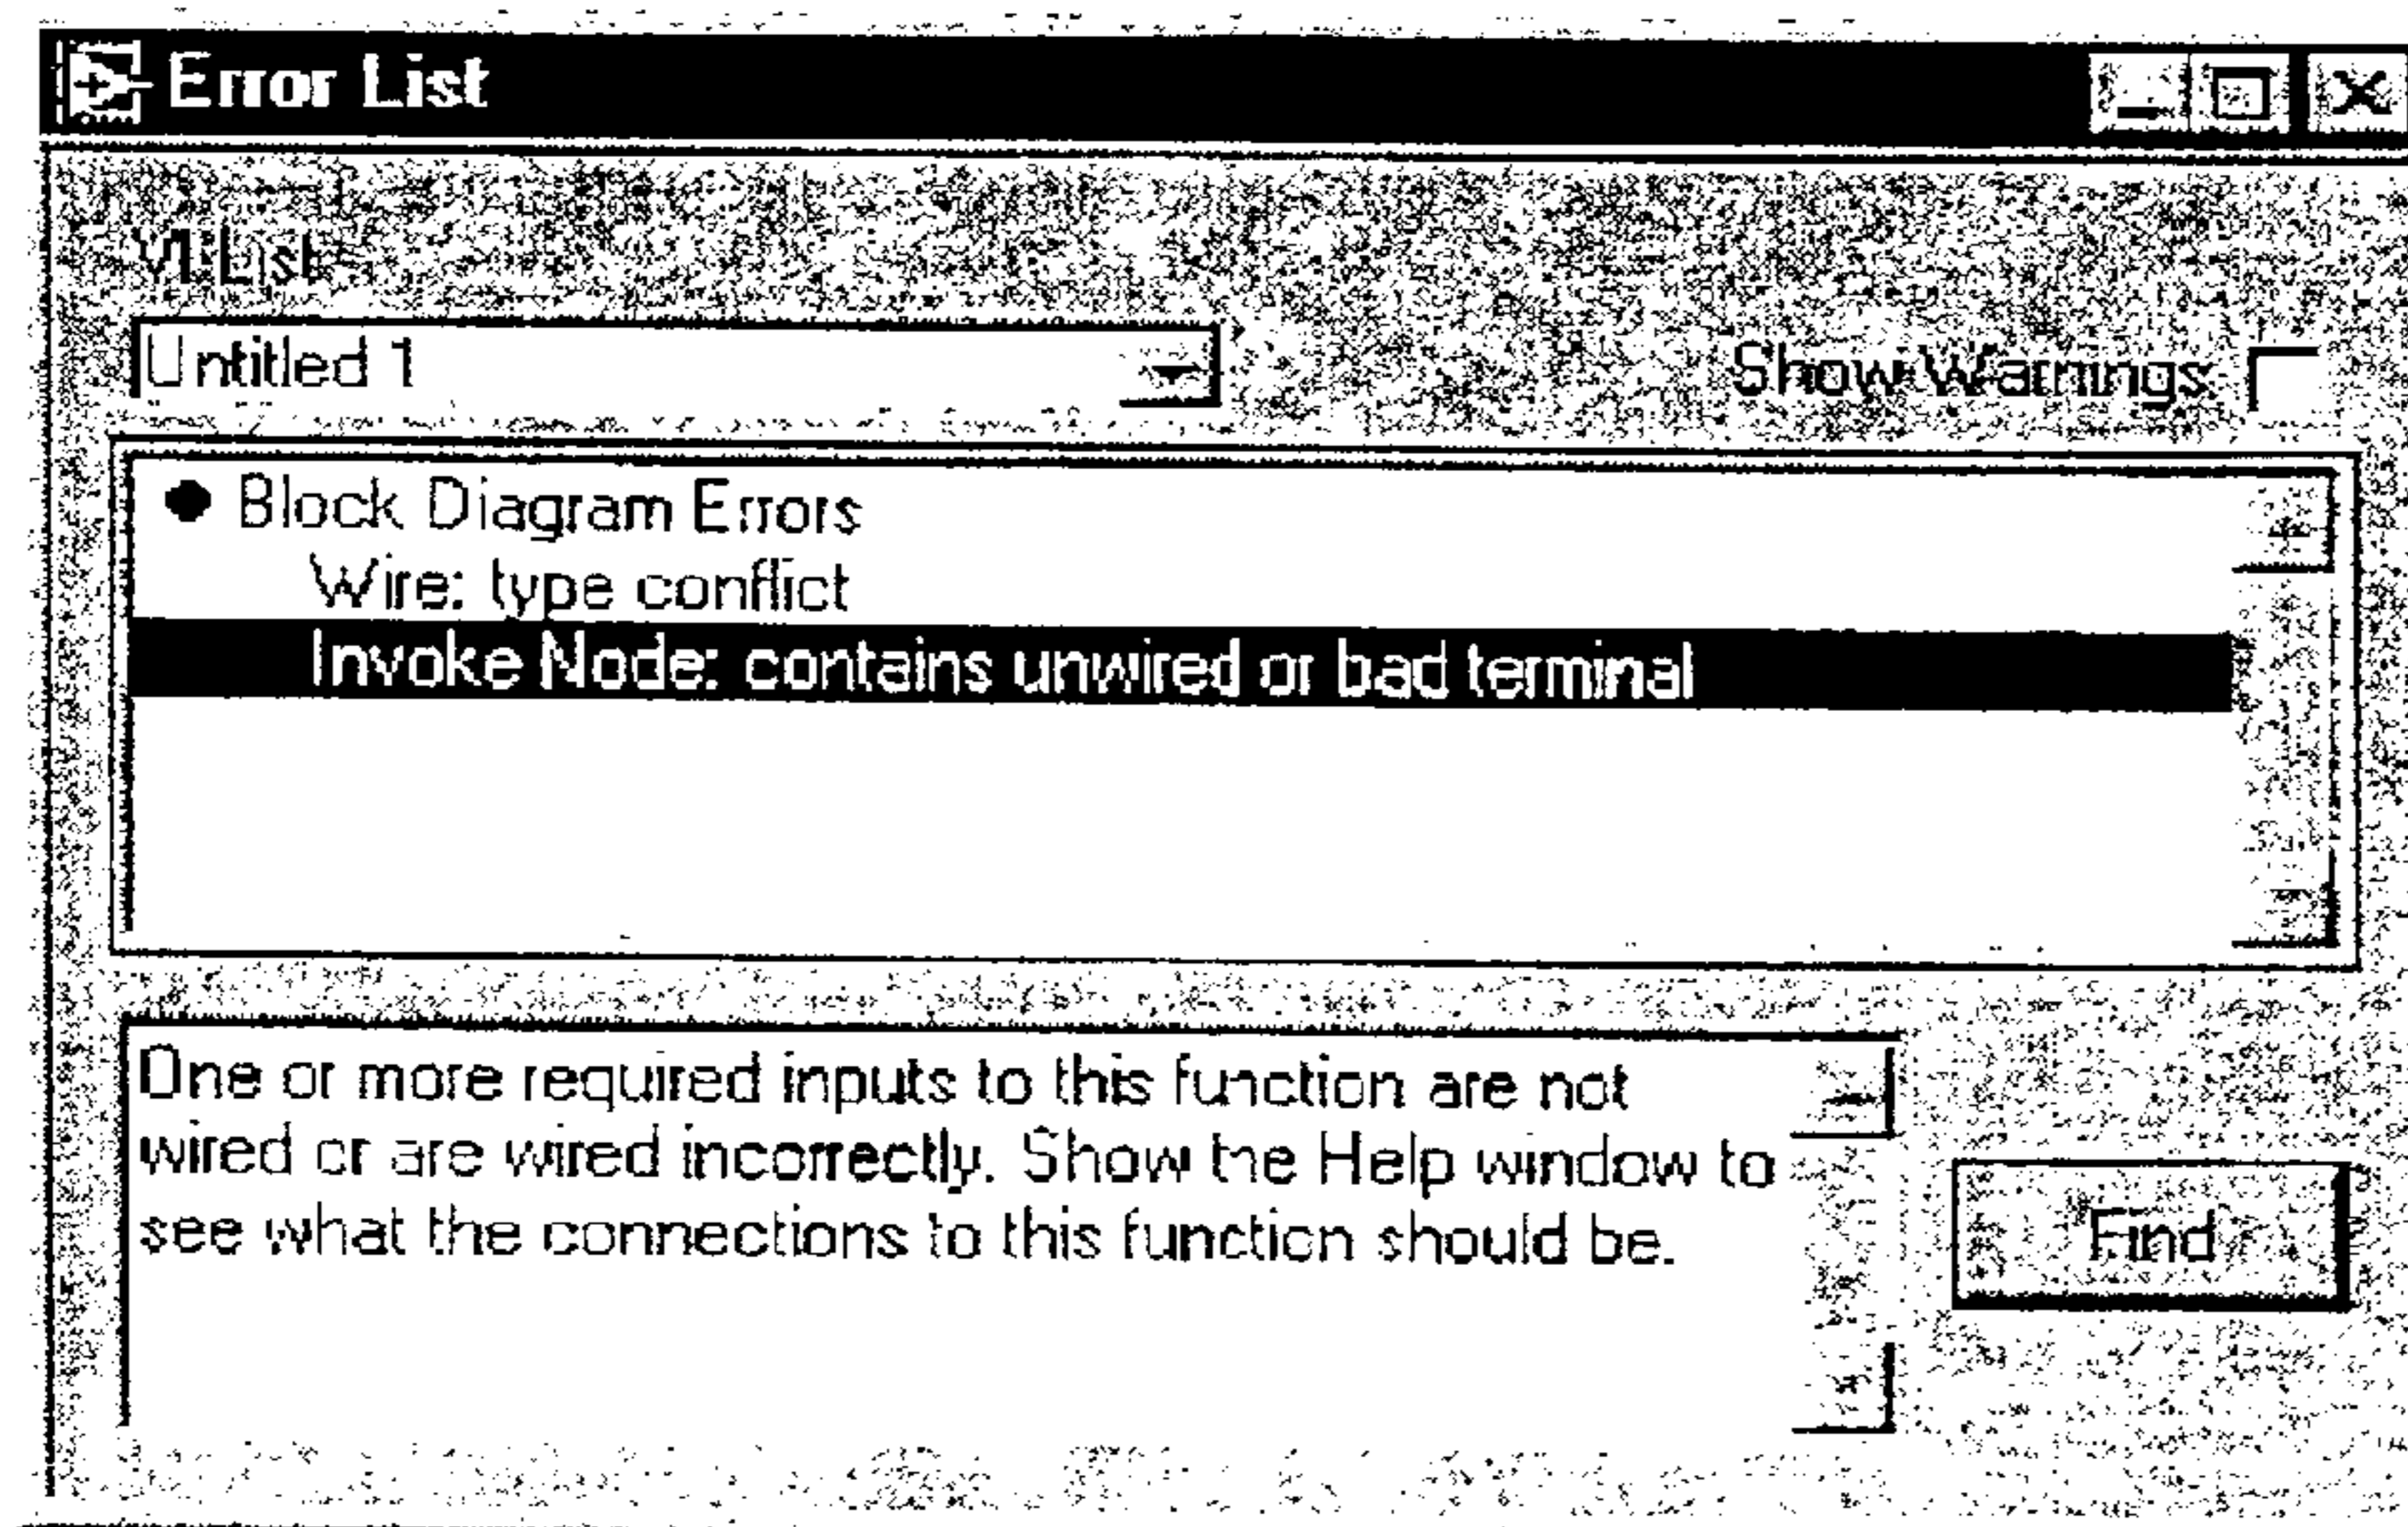 Error List
VI List
Untitled 1
Show Warnings
Block Diagram Errors
Wire: type conflict
Invoke Node: contains unwired or bad terminal
One or more required inputs to this function are not
wired or are wired incorrectly. Show the Help window to
see what the connections to this function should be.
Find